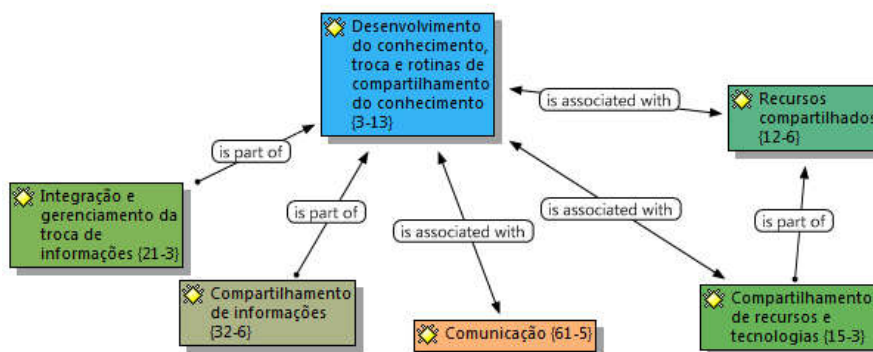 Desenvolvimento
do conhecimento,
troca e rotinas de
compartilhamento
do conhecimento
{3-13}
is associated with
Recursos
compartilhados
{12-6}
is part of
Integração e
gerenciamento da
troca de
informações {21-3}
is part of
is associated with
is associated with
is part of
Compartilhamento
de informações
{32-6}
Comunicação {61-5}
Compartilhamento
de recursos e
tecnologias {15-3}